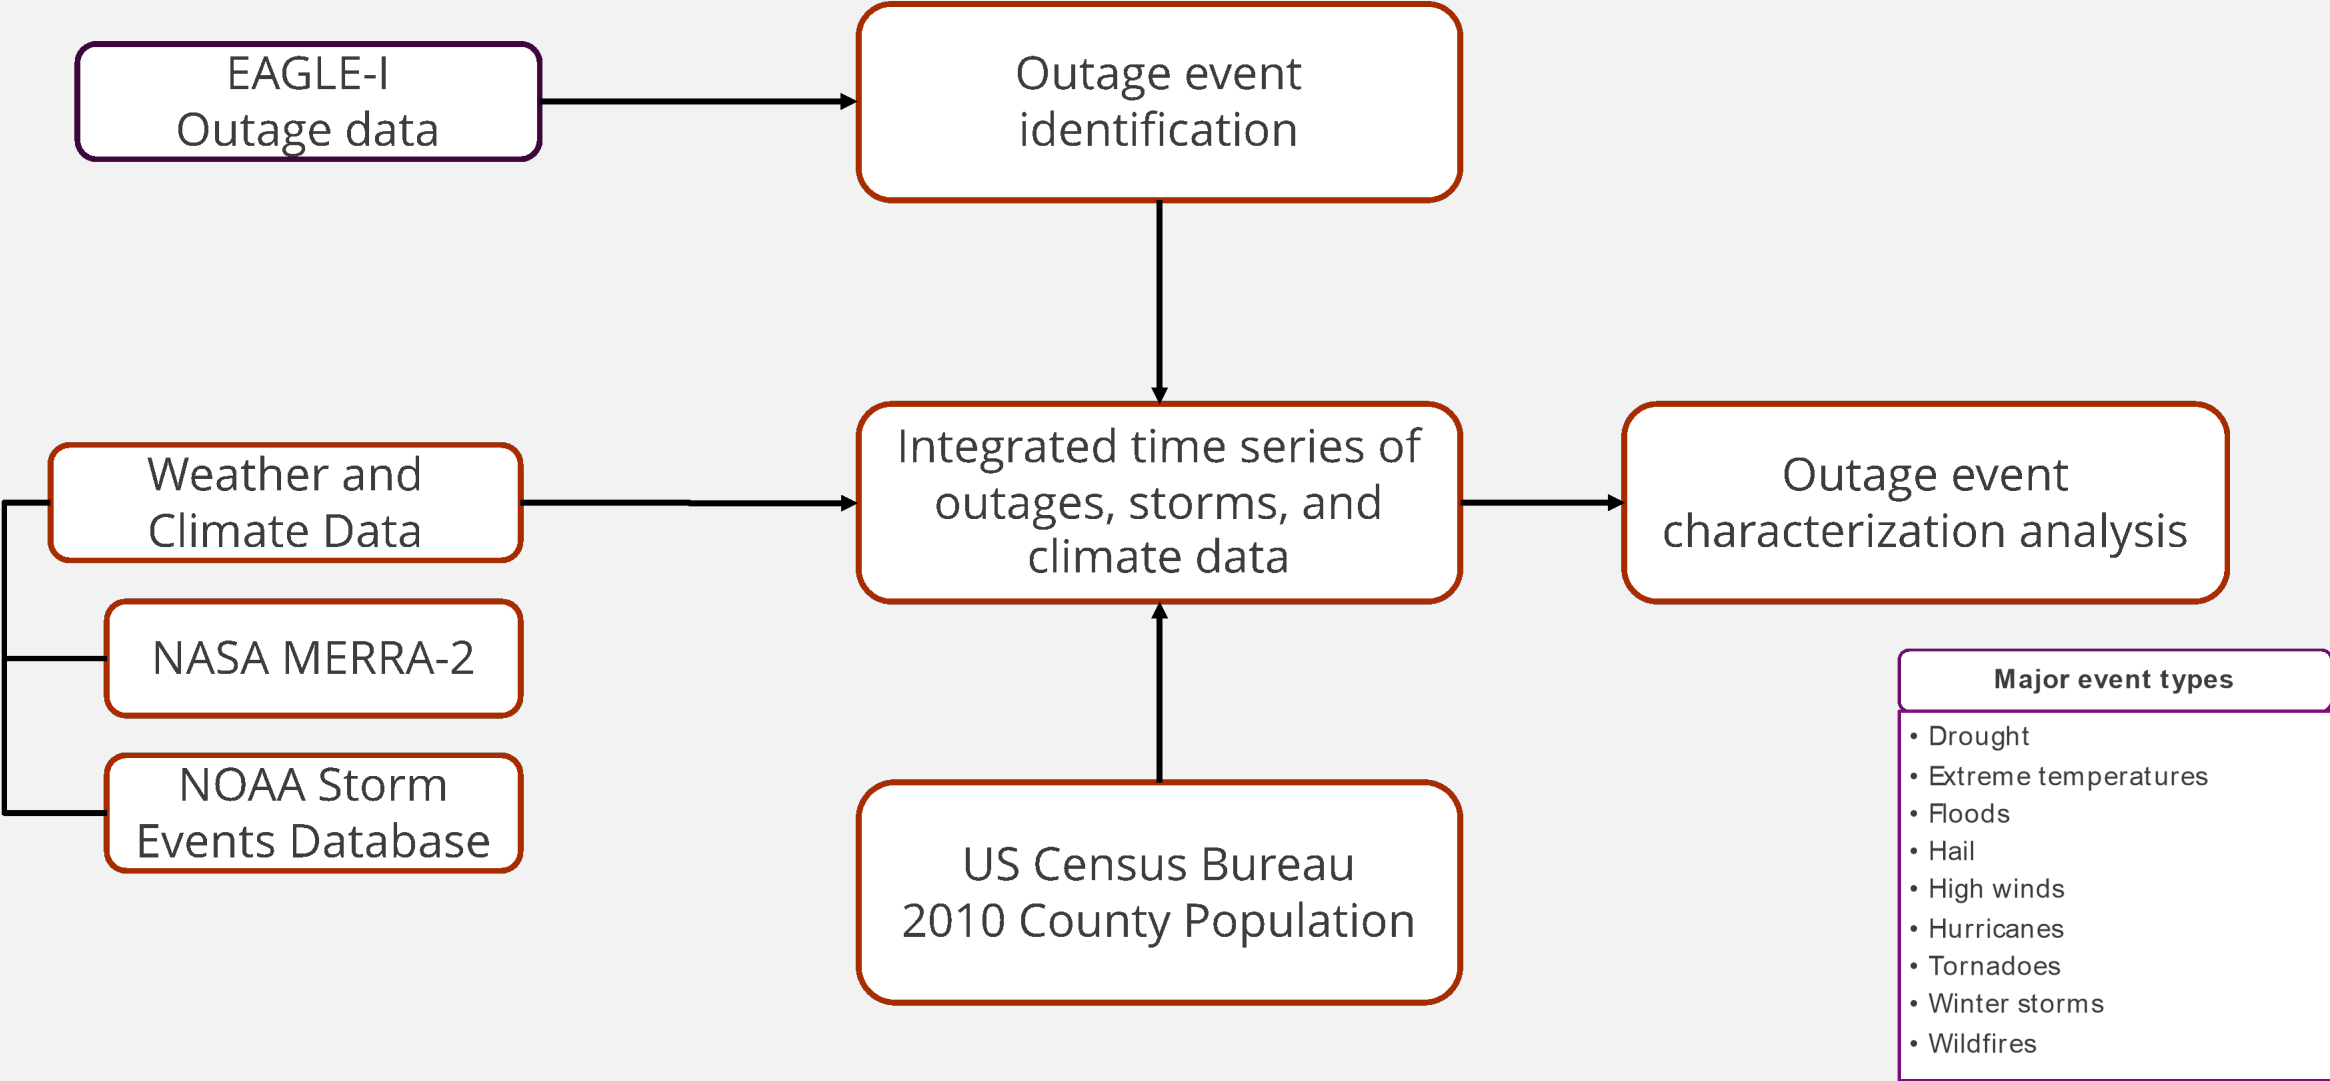 EAGLE-I
Outage data
Outage event
identification
Weather and
Climate Data
NASA MERRA-2
NOAA Storm
Events Database
Integrated time series of
outages, storms, and
climate data
US Census Bureau
2010 County Population
Outage event
characterization analysis
Major event types
• Drought
• Extreme temperatures
• Floods
• Hail
• High winds
• Hurricanes
• Tornadoes
• Winter storms
• Wildfires